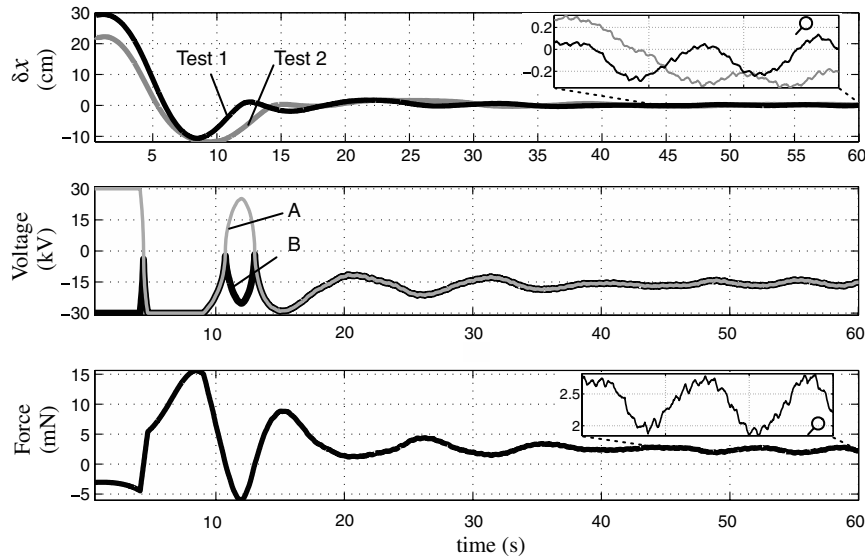 30
20
10
0
−10
δx
(cm)
Test 1
Test 2
0.2
0
−0.2
5 10 15 20 25 30 35 40 45 50 55 60
30
15
0
−15
−30
Voltage
(kV)
A
B
10 20 30 40 50 60
15
10
5
0
−5
Force
(mN)
2.5
2
10 20 30 40 50 60
time (s)